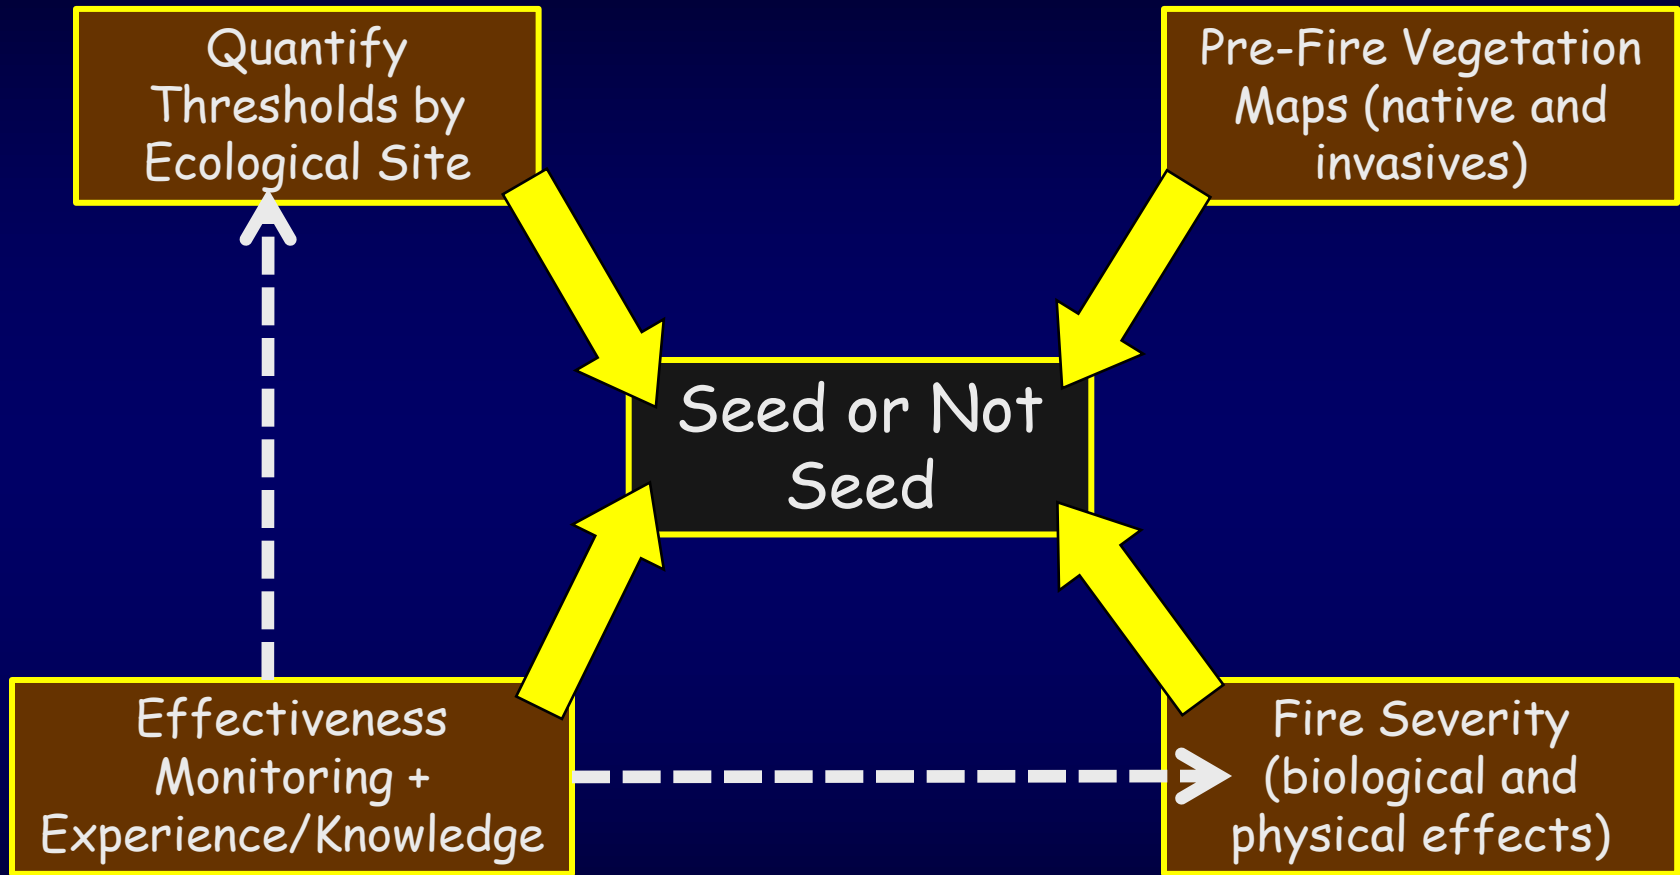 Quantify
Thresholds by
Ecological Site
Pre-Fire Vegetation
Maps (native and
invasives)
Seed or Not
Seed
Effectiveness
Monitoring +
Experience/Knowledge
Fire Severity
(biological and
physical effects)